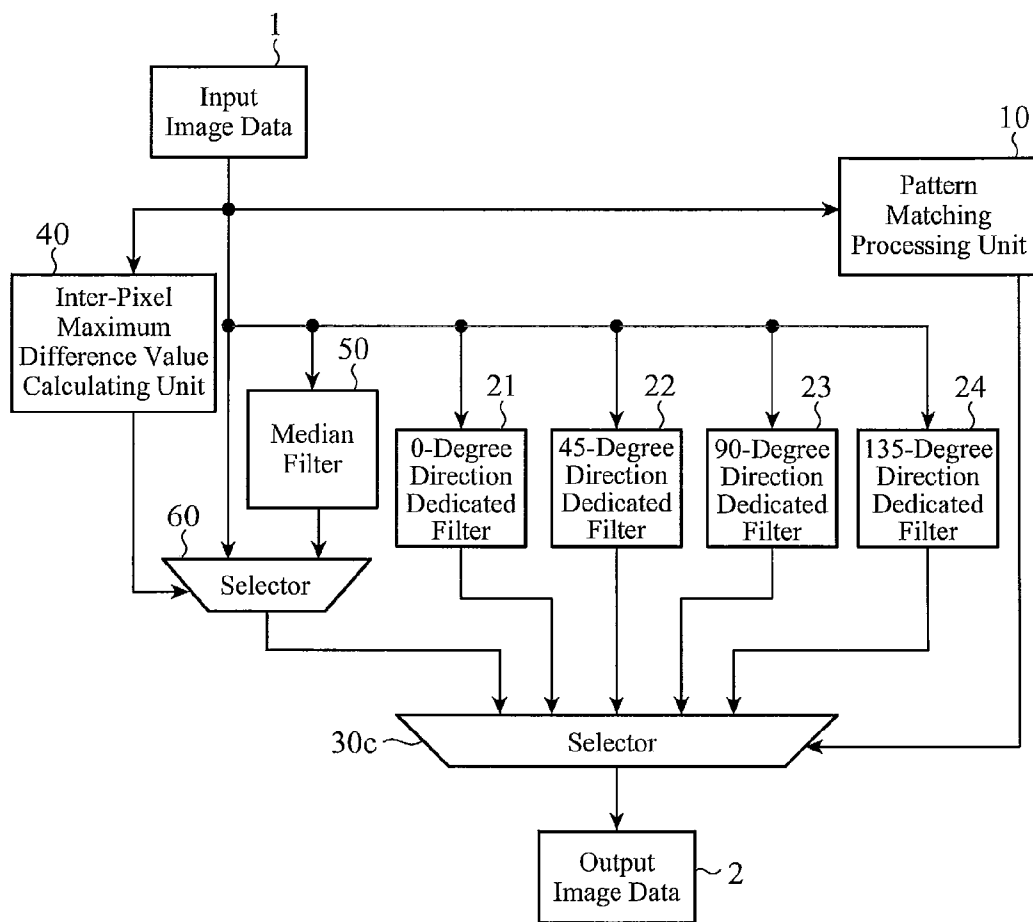 1
Input
Image Data
10
Pattern
Matching
Processing Unit
40
Inter-Pixel
Maximum
Difference Value
Calculating Unit
50
Median
Filter
21
0-Degree
Direction
Dedicated
Filter
22
45-Degree
Direction
Dedicated
Filter
23
90-Degree
Direction
Dedicated
Filter
24
135-Degree
Direction
Dedicated
Filter
60
Selector
30c
Selector
Output
Image Data
2